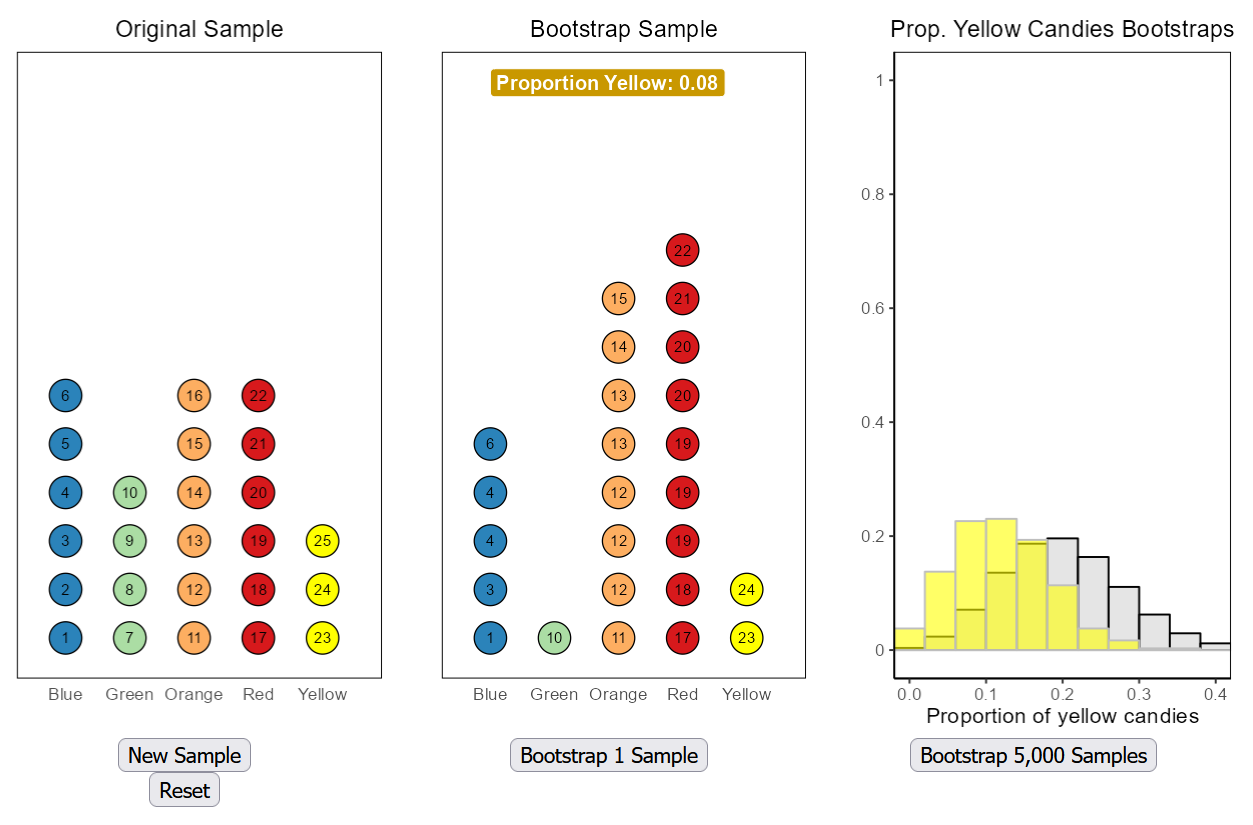 Original Sample
6 16 22
5 15 21
4 10 14 20
3 9 13 19 25
2 8 12 18 24
1 7 11 17 23
Blue Green Orange Red Yellow
New Sample
Reset
Bootstrap Sample
Proportion Yellow: 0.08
22
15 21
14 20
13 20
6 13 19
4 12 19
4 12 19
3 12 18 24
1 10 11 17 23
Blue Green Orange Red Yellow
Bootstrap 1 Sample
Prop. Yellow Candies Bootstraps
1
0.8
0.6
0.4
0.2
0
0.0 0.1 0.2 0.3 0.4
Proportion of yellow candies
Bootstrap 5,000 Samples